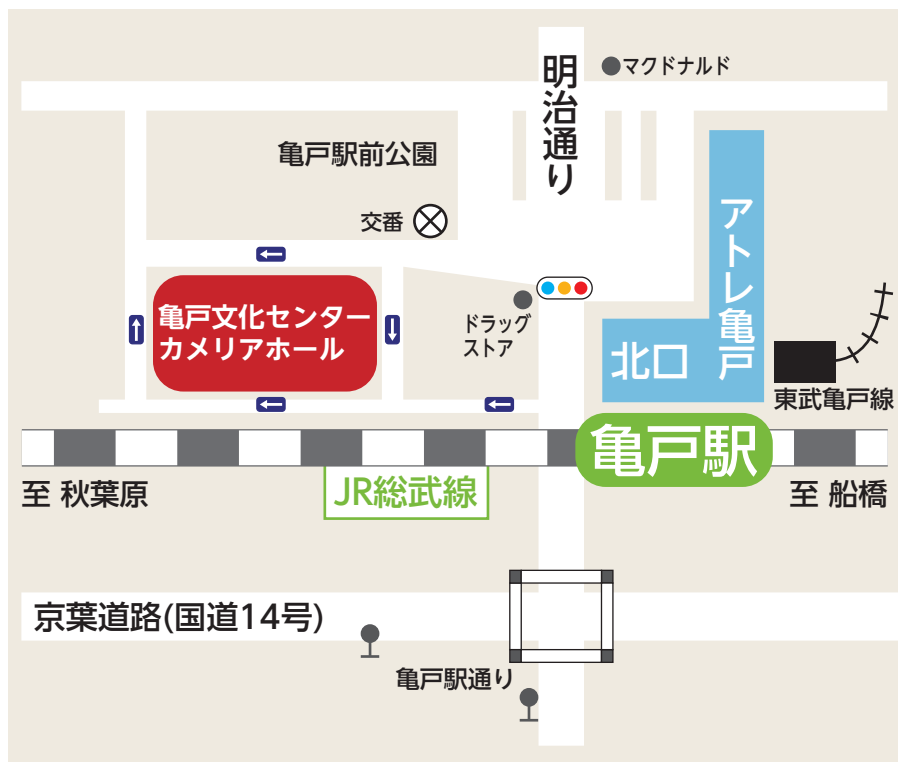 マクドナルド
明治通り
亀戸駅前公園
交番
アトレ亀戸
亀戸文化センター
カメリアホール
ドラッグ
ストア
北口
東武亀戸線
亀戸駅
至 秋葉原
JR総武線
至 船橋
京葉道路(国道14号)
亀戸駅通り